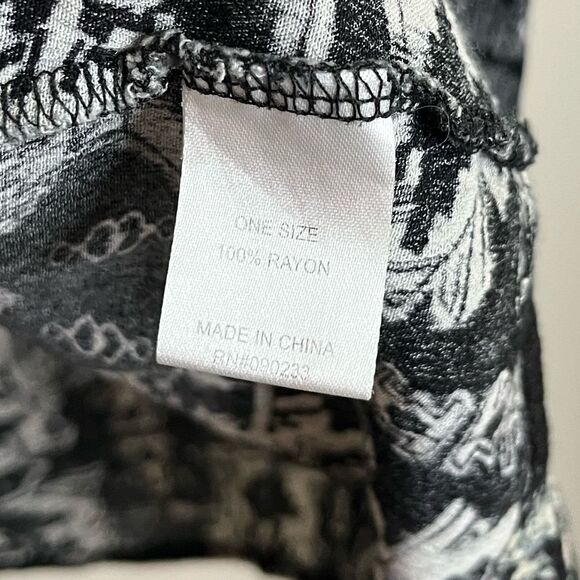 ONE SIZE
100% RAYON
MADE IN CHINA
RN#090233